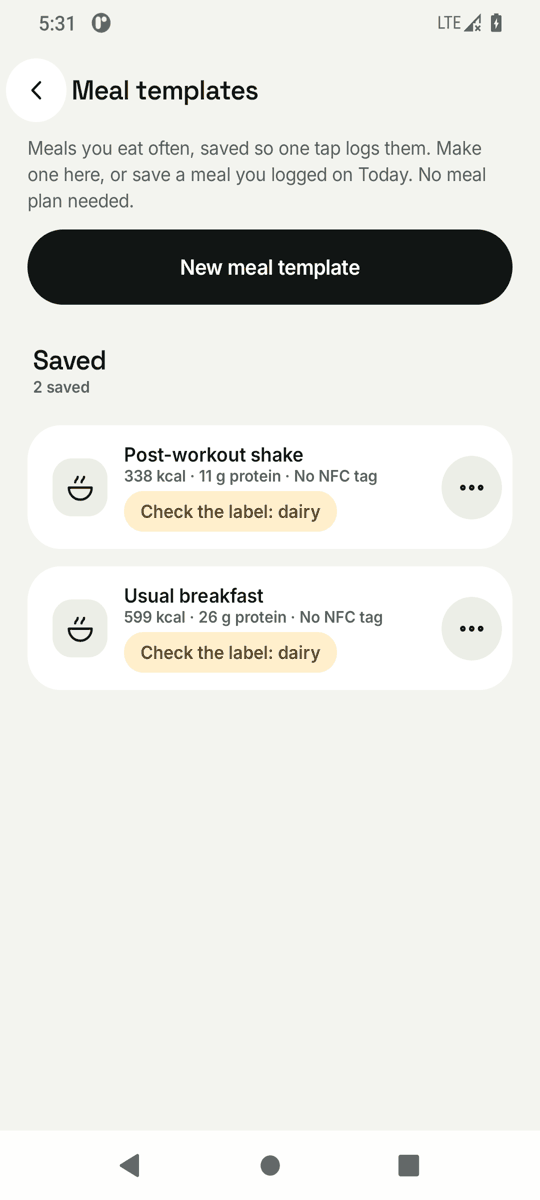 5:31
LTE
Meal templates
Meals you eat often, saved so one tap logs them. Make
one here, or save a meal you logged on Today. No meal
plan needed.
New meal template
Saved
2 saved
Post-workout shake
338 kcal · 11 g protein · No NFC tag
Check the label: dairy
Usual breakfast
599 kcal · 26 g protein · No NFC tag
Check the label: dairy